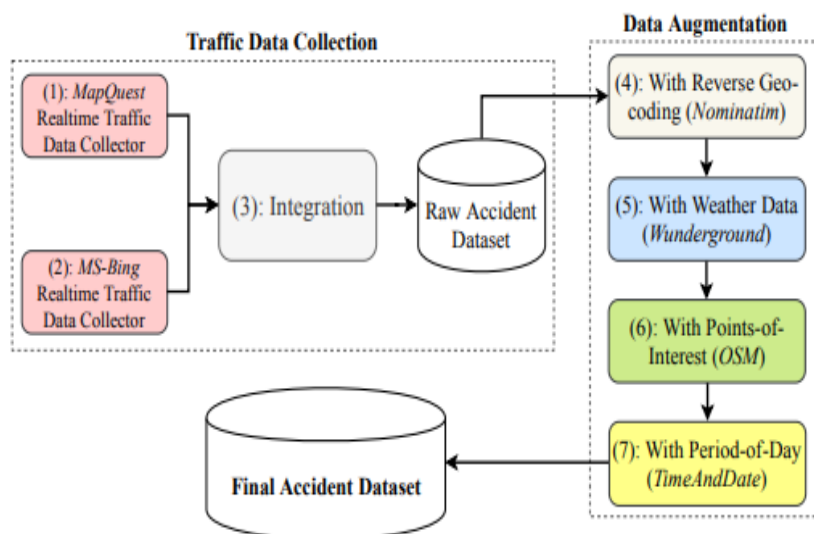 Traffic Data Collection
(1): MapQuest
Realtime Traffic
Data Collector
(2): MS-Bing
Realtime Traffic
Data Collector
(3): Integration
Raw Accident
Dataset
Data Augmentation
(4): With Reverse Geo-
coding (Nominatim)
(5): With Weather Data
(Wunderground)
(6): With Points-of-
Interest (OSM)
(7): With Period-of-Day
(TimeAndDate)
Final Accident Dataset